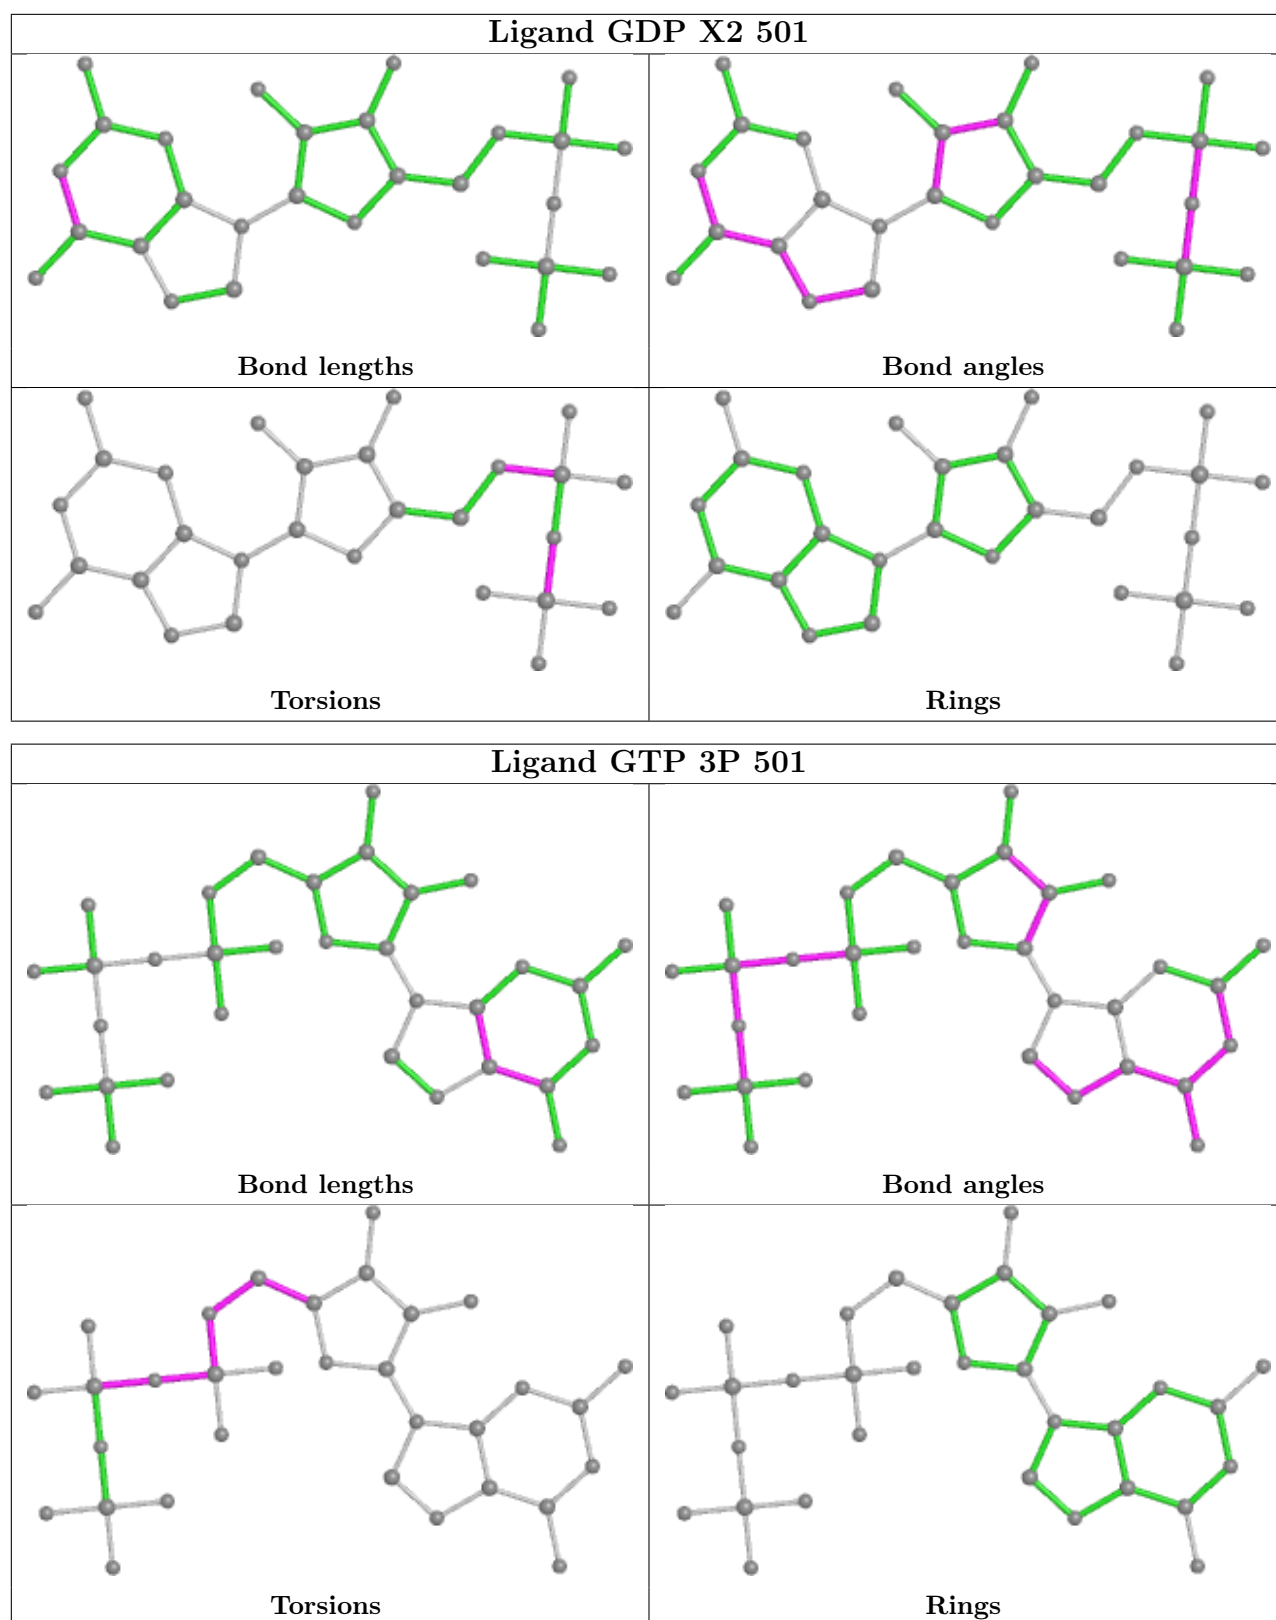 Ligand GDP X2 501
Bond lengths
Bond angles
Torsions
Rings
Ligand GTP 3P 501
Bond lengths
Bond angles
Torsions
Rings